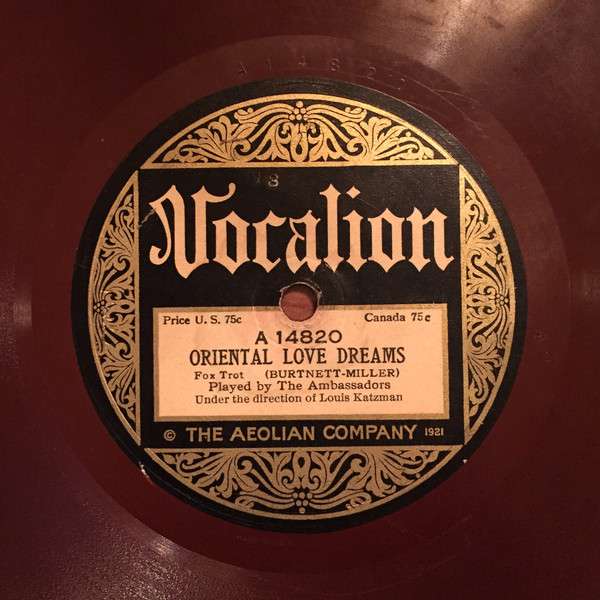 A14822
Vocalion
Price U. S. 75c Canada 75c
A 14820
ORIENTAL LOVE DREAMS
Fox Trot (BURTNETT-MILLER)
Played by The Ambassadors
Under the direction of Louis Katzman
© THE AEOLIAN COMPANY 1921